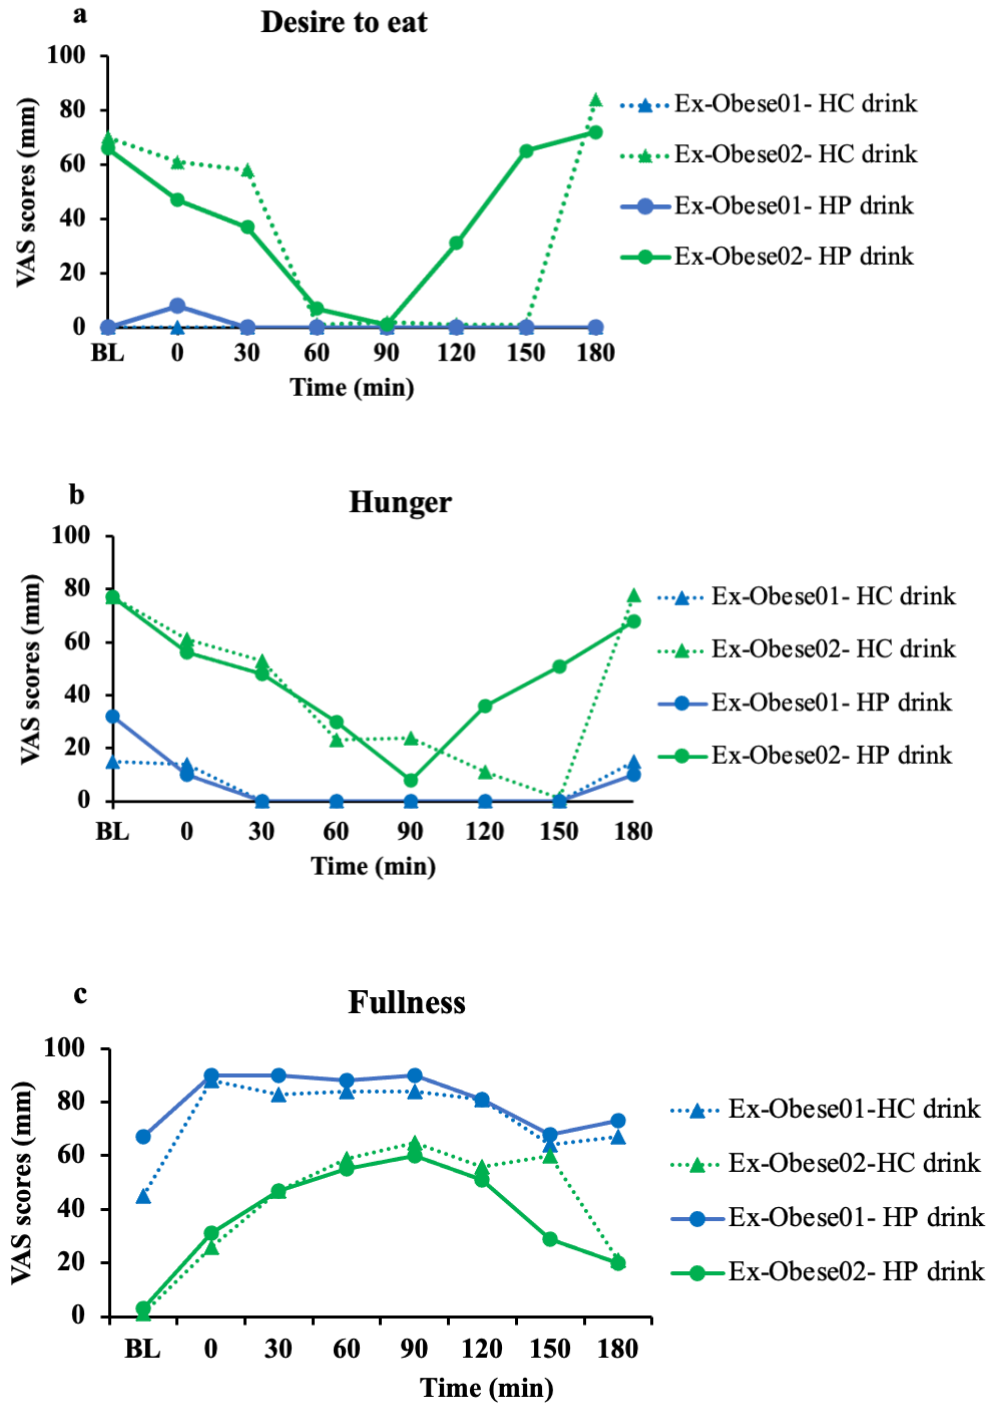 a
Desire to eat
100
80
60
40
20
0
VAS scores (mm)
BL 0 30 60 90 120 150 180
Time (min)
Ex-Obese01- HC drink
Ex-Obese02- HC drink
Ex-Obese01- HP drink
Ex-Obese02- HP drink
b
Hunger
100
80
60
40
20
0
VAS scores (mm)
BL 0 30 60 90 120 150 180
Time (min)
Ex-Obese01- HC drink
Ex-Obese02- HC drink
Ex-Obese01- HP drink
Ex-Obese02- HP drink
c
Fullness
100
80
60
40
20
0
VAS scores (mm)
BL 0 30 60 90 120 150 180
Time (min)
Ex-Obese01-HC drink
Ex-Obese02-HC drink
Ex-Obese01- HP drink
Ex-Obese02- HP drink